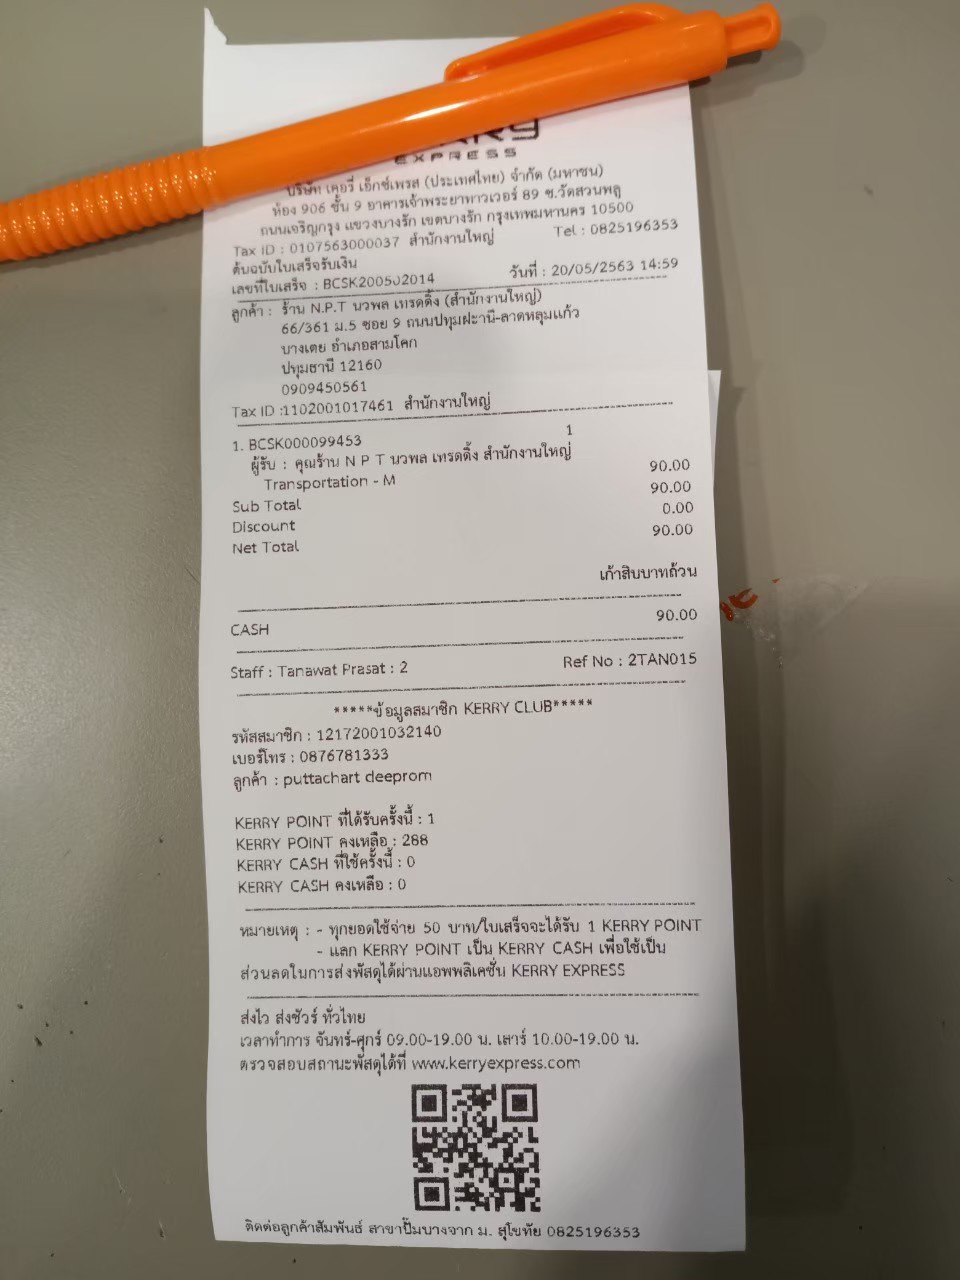 EXPRESS
บริษัท เคอรี่ เอ็กซ์เพรส (ประเทศไทย) จำกัด (มหาชน)
ห้อง 906 ชั้น 9 อาคารเจ้าพระยาทาวเวอร์ 89 ซ.วัดสวนพลู
ถนนเจริญกรุง แขวงบางรัก เขตบางรัก กรุงเทพมหานคร 10500
Tax ID : 0107563000037 สำนักงานใหญ่ Tel : 0825196353
ต้นฉบับใบเสร็จรับเงิน
เลขที่ใบเสร็จ : BCSK200502014 วันที่ : 20/05/2563 14:59
ลูกค้า : ร้าน N.P.T นวพล เทรดดิ้ง (สำนักงานใหญ่)
66/361 ม.5 ซอย 9 ถนนปทุมฝะานี-ลาดหลุมแก้ว
บางเตย อำเภอสามโคก
ปทุมธานี 12160
0909450561
Tax ID :1102001017461 สำนักงานใหญ่
1. BCSK000099453 1
ผู้รับ : คุณร้าน N P T นวพล เทรดดิ้ง สำนักงานใหญ่
Transportation - M 90.00
Sub Total 90.00
Discount 0.00
Net Total 90.00
เก้าสิบบาทถ้วน
CASH 90.00
Staff : Tanawat Prasat : 2 Ref No : 2TAN015
*****ข้อมูลสมาชิก KERRY CLUB*****
รหัสสมาชิก : 12172001032140
เบอร์โทร : 0876781333
ลูกค้า : puttachart deeprom
KERRY POINT ที่ได้รับครั้งนี้ : 1
KERRY POINT คงเหลือ : 288
KERRY CASH ที่ใช้ครั้งนี้ : 0
KERRY CASH คงเหลือ : 0
หมายเหตุ : - ทุกยอดใช้จ่าย 50 บาท/ใบเสร็จจะได้รับ 1 KERRY POINT
- แลก KERRY POINT เป็น KERRY CASH เพื่อใช้เป็น
ส่วนลดในการส่งพัสดุได้ผ่านแอพพลิเคชั่น KERRY EXPRESS
ส่งไว ส่งชัวร์ ทั่วไทย
เวลาทำการ จันทร์-ศุกร์ 09.00-19.00 น. เสาร์ 10.00-19.00 น.
ตรวจสอบสถานะพัสดุได้ที่ www.kerryexpress.com
ติดต่อลูกค้าสัมพันธ์ สาขาปั๊มบางจาก ม. สุโขทัย 0825196353